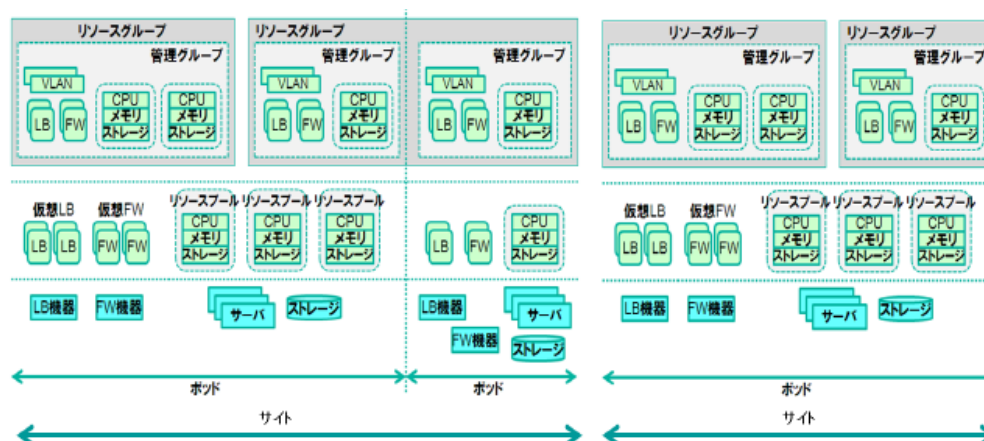 リソースグループ
リソースグループ
リソースグループ
リソースグループ
管理グループ
管理グループ
管理グループ
管理グループ
管理グループ
VLAN
VLAN
VLAN
VLAN
VLAN
LB FW CPU メモリ ストレージ CPU メモリ ストレージ
LB FW CPU メモリ ストレージ
LB FW CPU メモリ ストレージ
LB FW CPU メモリ ストレージ CPU メモリ ストレージ
LB FW CPU メモリ ストレージ
仮想LB 仮想FW リソースプール リソースプール リソースプール
LB LB FW FW CPU メモリ ストレージ CPU メモリ ストレージ CPU メモリ ストレージ
LB FW CPU メモリ ストレージ
仮想LB 仮想FW リソースプール リソースプール リソースプール
LB LB FW FW CPU メモリ ストレージ CPU メモリ ストレージ CPU メモリ ストレージ
LB機器 FW機器 サーバ ストレージ
LB機器 FW機器 サーバ ストレージ
LB機器 FW機器 サーバ ストレージ
ポッド
ポッド
ポッド
サイト
サイト